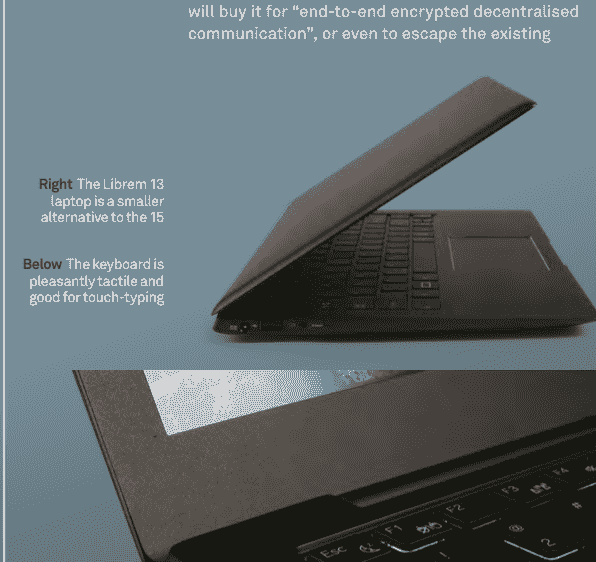 will buy it for “end-to-end encrypted decentralised
communication”, or even to escape the existing
Right The Librem 13
laptop is a smaller
alternative to the 15
Below The keyboard is
pleasantly tactile and
good for touch-typing
Esc
F1
F2
F3
F4
@
2
#
!